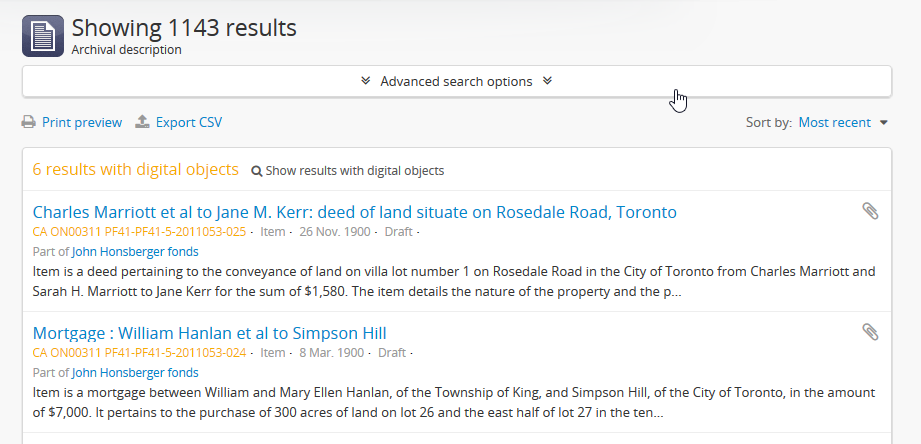 Showing 1143 results
Archival description
Advanced search options
Print preview Export CSV Sort by: Most recent
6 results with digital objects Show results with digital objects
Charles Marriott et al to Jane M. Kerr: deed of land situate on Rosedale Road, Toronto
CA ON00311 PF41-PF41-5-2011053-025 · Item · 26 Nov. 1900 · Draft ·
Part of John Honsberger fonds
Item is a deed pertaining to the conveyance of land on villa lot number 1 on Rosedale Road in the City of Toronto from Charles Marriott and
Sarah H. Marriott to Jane Kerr for the sum of $1,580. The item details the nature of the property and the p...
Mortgage : William Hanlan et al to Simpson Hill
CA ON00311 PF41-PF41-5-2011053-024 · Item · 8 Mar. 1900 · Draft ·
Part of John Honsberger fonds
Item is a mortgage between William and Mary Ellen Hanlan, of the Township of King, and Simpson Hill, of the City of Toronto, in the amount
of $7,000. It pertains to the purchase of 300 acres of land on lot 26 and the east half of lot 27 in the ten...